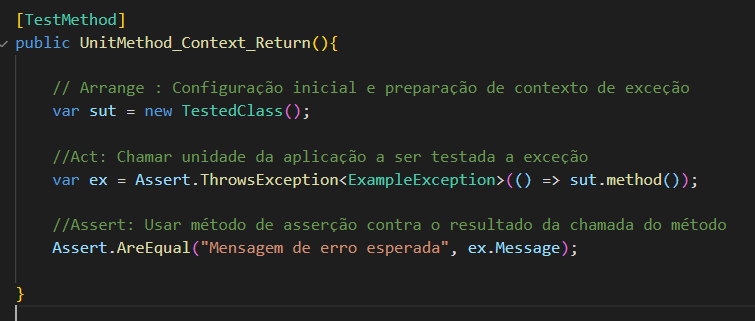 [TestMethod]
public UnitMethod_Context_Return(){
// Arrange : Configuração inicial e preparação de contexto de exceção
var sut = new TestedClass();
//Act: Chamar unidade da aplicação a ser testada a exceção
var ex = Assert.ThrowsException<ExampleException>(() => sut.method());
//Assert: Usar método de asserção contra o resultado da chamada do método
Assert.AreEqual("Mensagem de erro esperada", ex.Message);
}